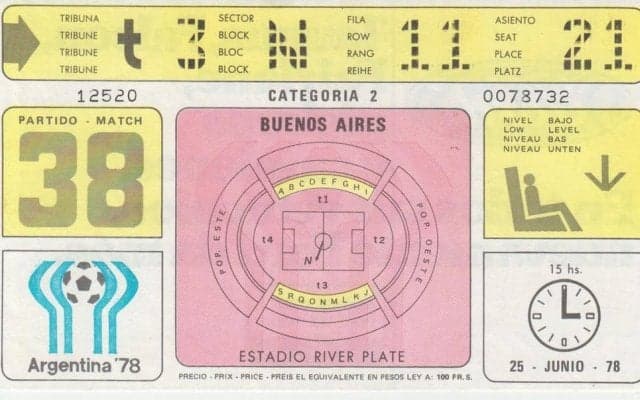 TRIBUNA
TRIBUNE
TRIBUNE
TRIBUNE
t 3
SECTOR
BLOCK
BLOC
BLOCK
N
FILA
ROW
RANG
REIHE
11
ASIENTO
SEAT
PLACE
PLATZ
21
12520
CATEGORIA 2
0078732
PARTIDO - MATCH
38
BUENOS AIRES
A B C D E F G H I
t1
POP. ESTE
POP. OESTE
t4
t2
N
t3
S R Q O N M L K J
ESTADIO RIVER PLATE
NIVEL BAJO
LOW LEVEL
NIVEAU BAS
NIVEAU UNTEN
Argentina '78
15 hs.
25 - JUNIO - 78
PRECIO - PRIX - PRICE - PREIS EL EQUIVALENTE EN PESOS LEY A: 100 FR. S.